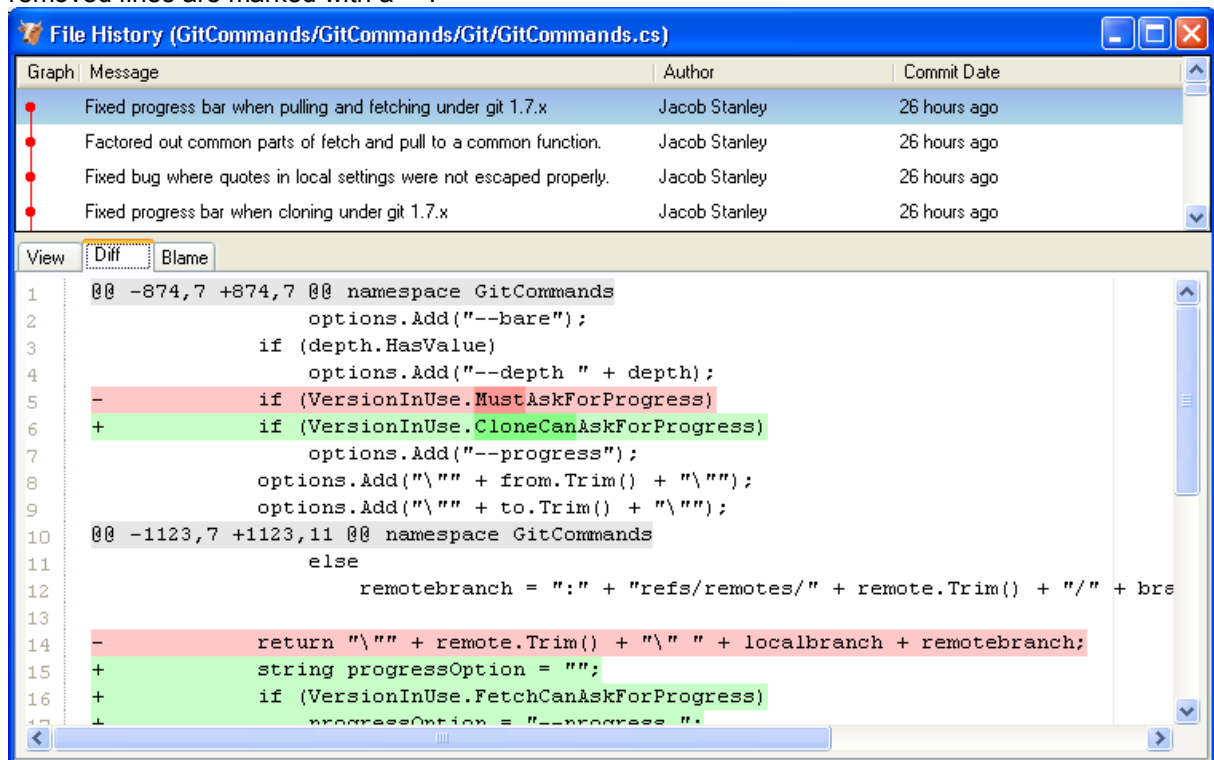 File History (GitCommands/GitCommands/Git/GitCommands.cs)
Graph Message Author Commit Date
Fixed progress bar when pulling and fetching under git 1.7.x Jacob Stanley 26 hours ago
Factored out common parts of fetch and pull to a common function. Jacob Stanley 26 hours ago
Fixed bug where quotes in local settings were not escaped properly. Jacob Stanley 26 hours ago
Fixed progress bar when cloning under git 1.7.x Jacob Stanley 26 hours ago
View Diff Blame
1 @@ -874,7 +874,7 @@ namespace GitCommands
2 options.Add("--bare");
3 if (depth.HasValue)
4 options.Add("--depth " + depth);
5 - if (VersionInUse.MustAskForProgress)
6 + if (VersionInUse.CloneCanAskForProgress)
7 options.Add("--progress");
8 options.Add("\"" + from.Trim() + "\"");
9 options.Add("\"" + to.Trim() + "\"");
10 @@ -1123,7 +1123,11 @@ namespace GitCommands
11 else
12 remotebranch = ":" + "refs/remotes/" + remote.Trim() + "/" + bra
13
14 - return "\"" + remote.Trim() + "\" " + localbranch + remotebranch;
15 + string progressOption = "";
16 + if (VersionInUse.FetchCanAskForProgress)
17 + progressOption = "--progress ";